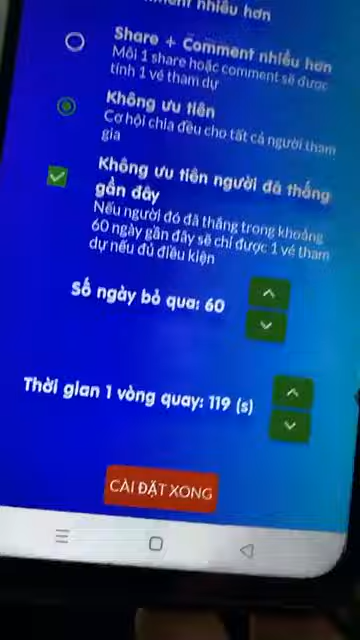 nhiều hơn
Share + Comment nhiều hơn
Mỗi 1 share hoặc comment sẽ được
tính 1 vé tham dự
Không ưu tiên
Cơ hội chia đều cho tất cả người tham
gia
Không ưu tiên người đã thắng
gần đây
Nếu người đó đã thắng trong khoảng
60 ngày gần đây sẽ chỉ được 1 vé tham
dự nếu đủ điều kiện
Số ngày bỏ qua: 60
Thời gian 1 vòng quay: 119 (s)
CÀI ĐẶT XONG